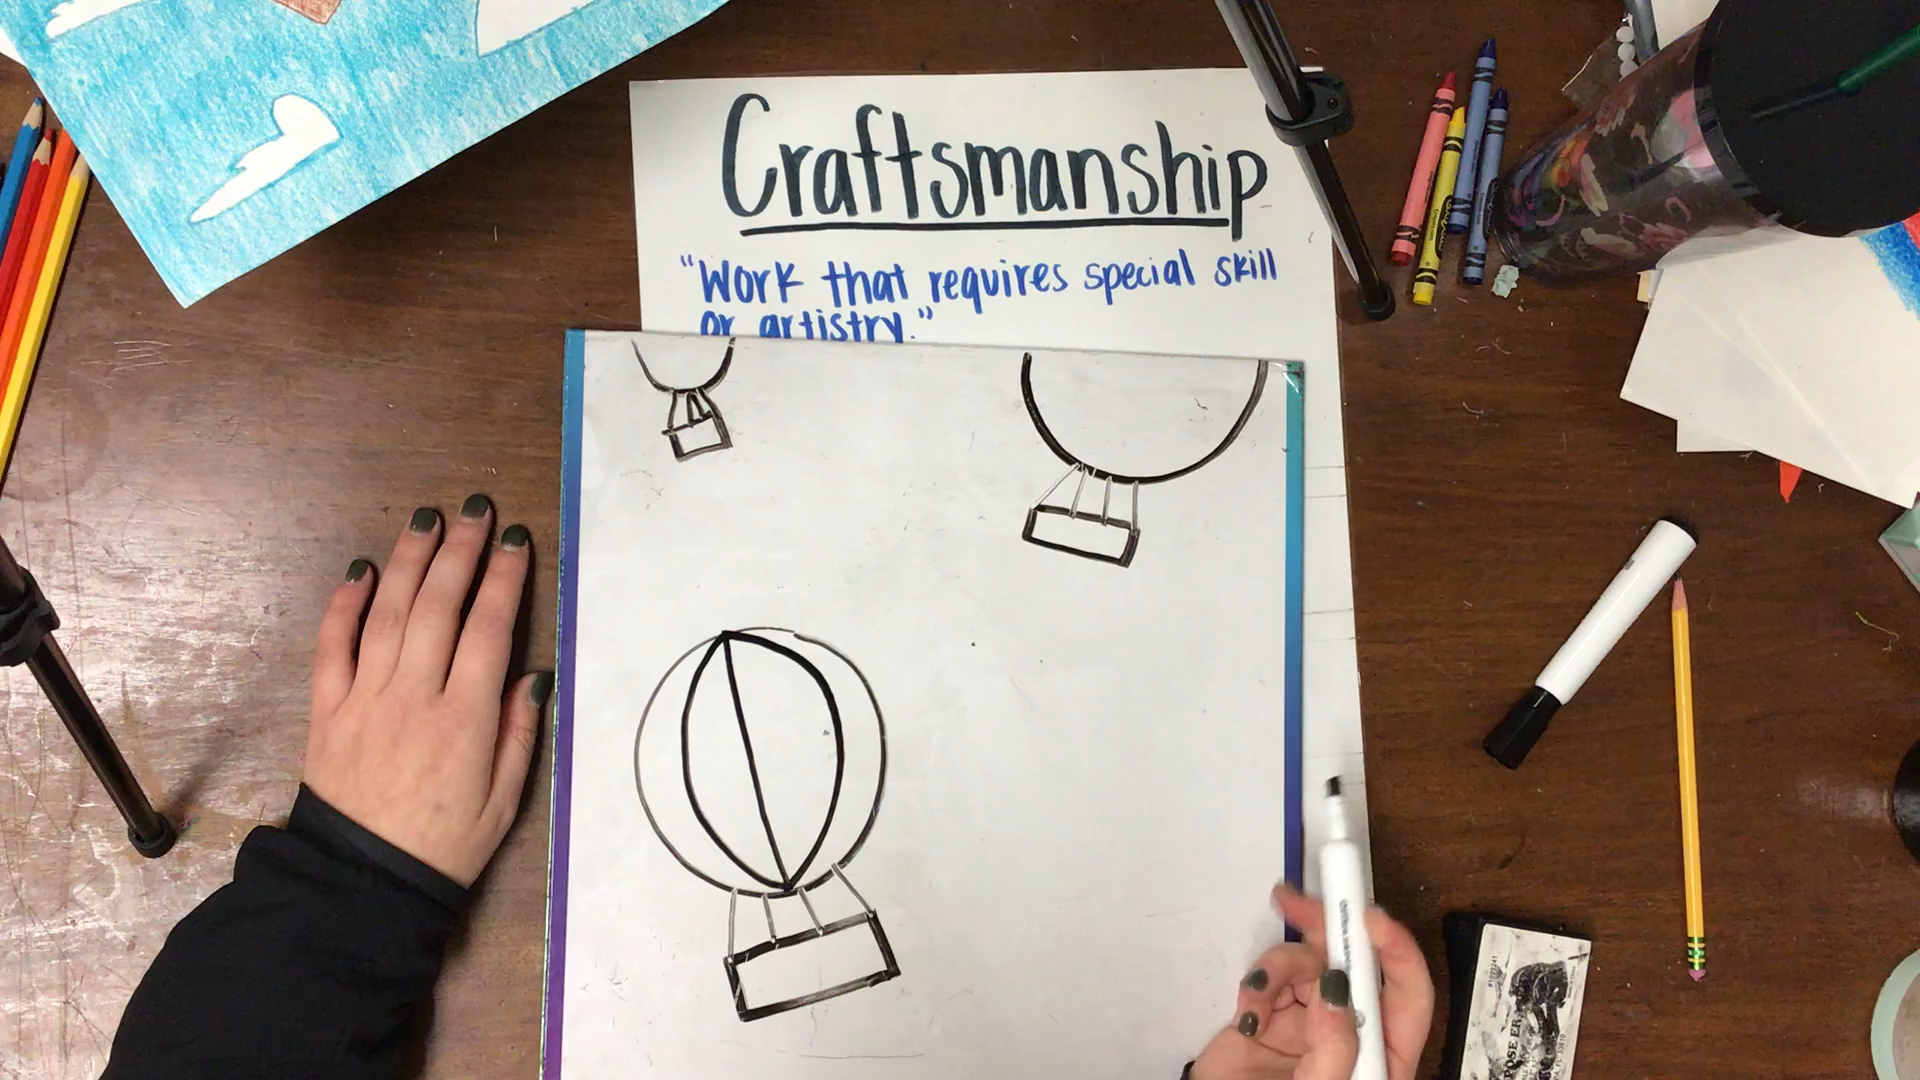 Craftsmanship
"Work that requires special skill
or artistry."